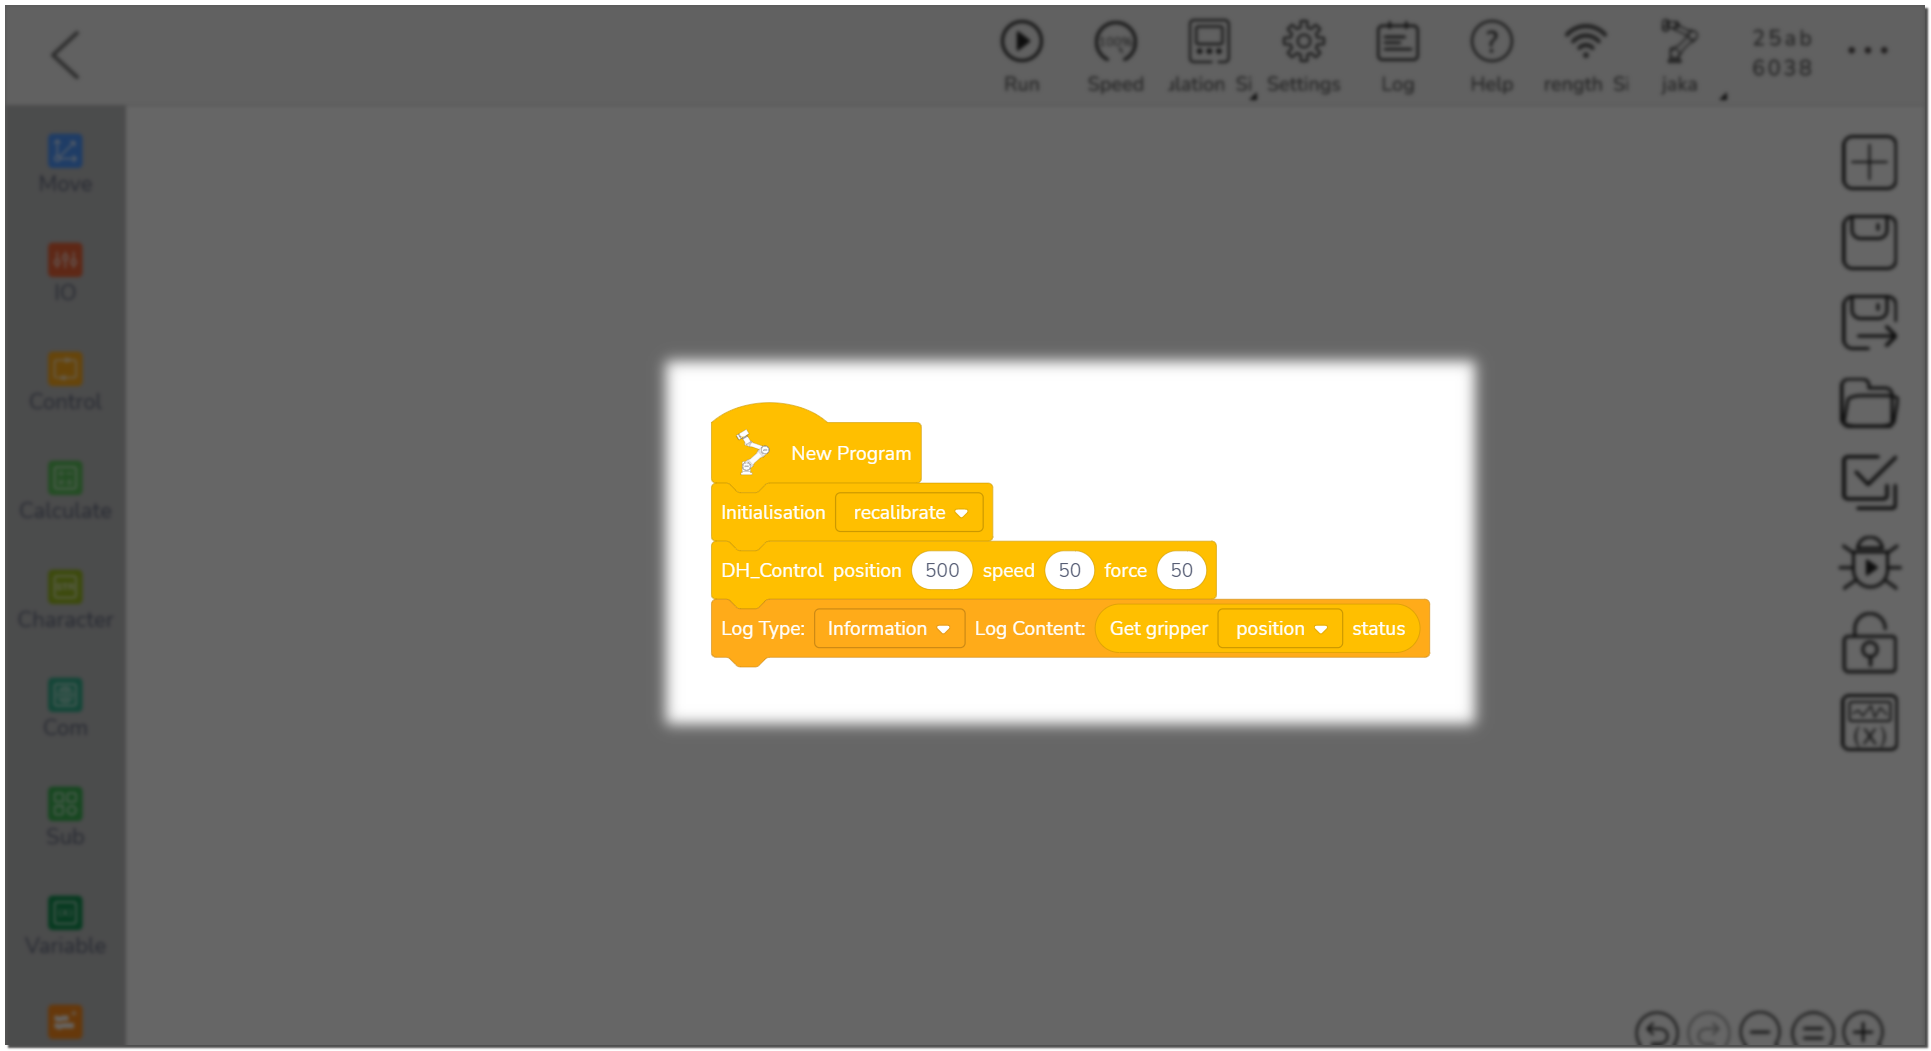 Run Speed ulation Si Settings Log Help rength Si jaka
100%
25ab
6038
Move
IO
Control
Calculate
Character
Com
Sub
Variable
New Program
Initialisation recalibrate
DH_Control position 500 speed 50 force 50
Log Type: Information Log Content: Get gripper position status
(X)